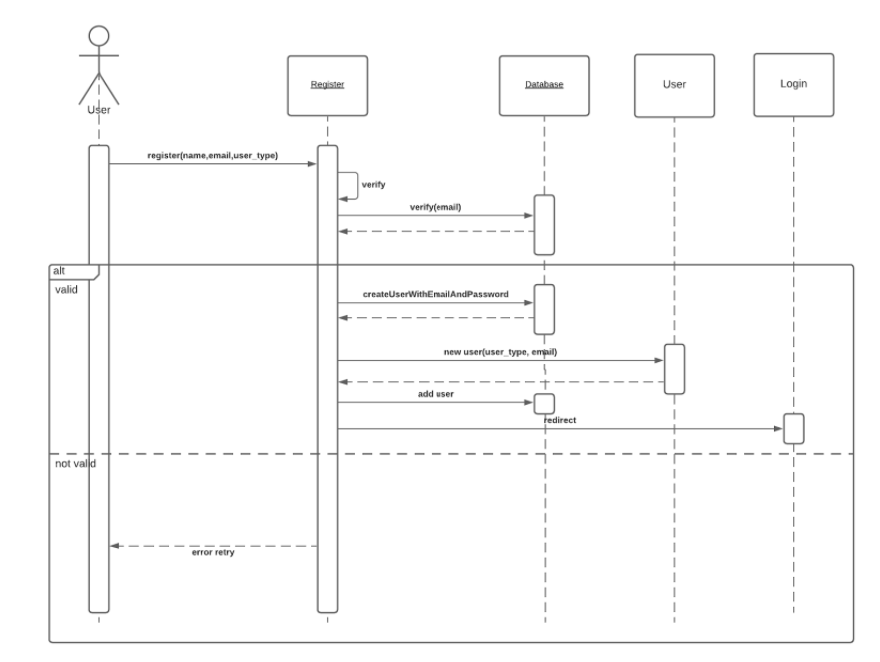 User
Register
Database
User
Login
register(name,email,user_type)
verify
verify(email)
alt
valid
createUserWithEmailAndPassword
new user(user_type, email)
add user
redirect
not valid
error retry